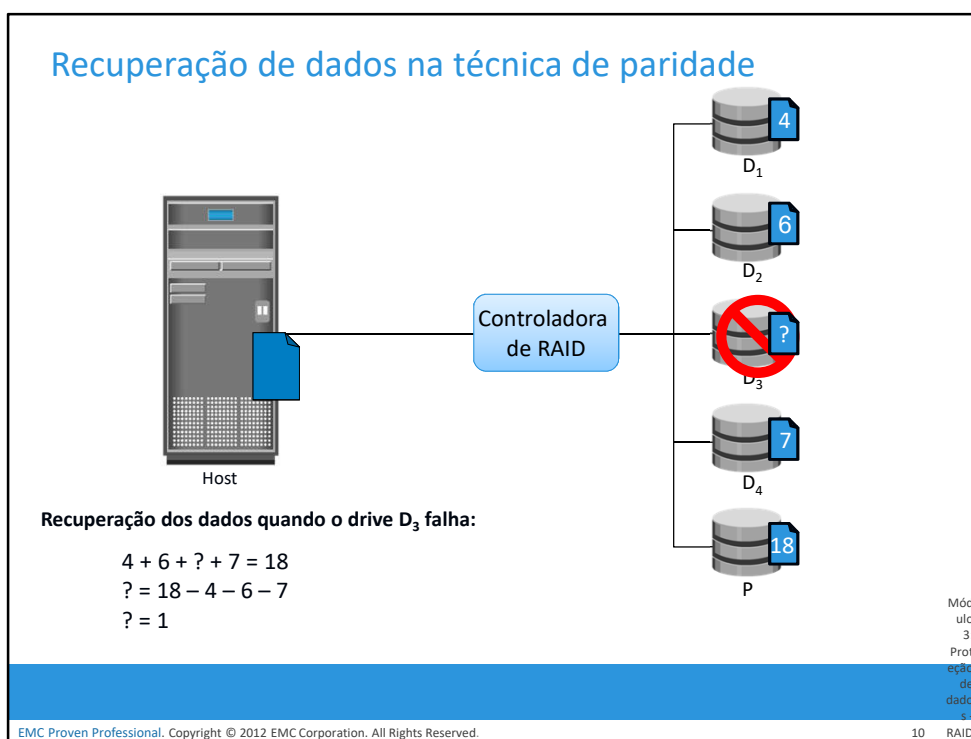 Recuperação de dados na técnica de paridade
4
D1
6
D2
Controladora
de RAID
?
D3
7
D4
Host
18
P
Recuperação dos dados quando o drive D3 falha:
4 + 6 + ? + 7 = 18
? = 18 – 4 – 6 – 7
? = 1
Mód
ulo
3
Prot
eção
de
dado
s
EMC Proven Professional. Copyright © 2012 EMC Corporation. All Rights Reserved.
10
RAID